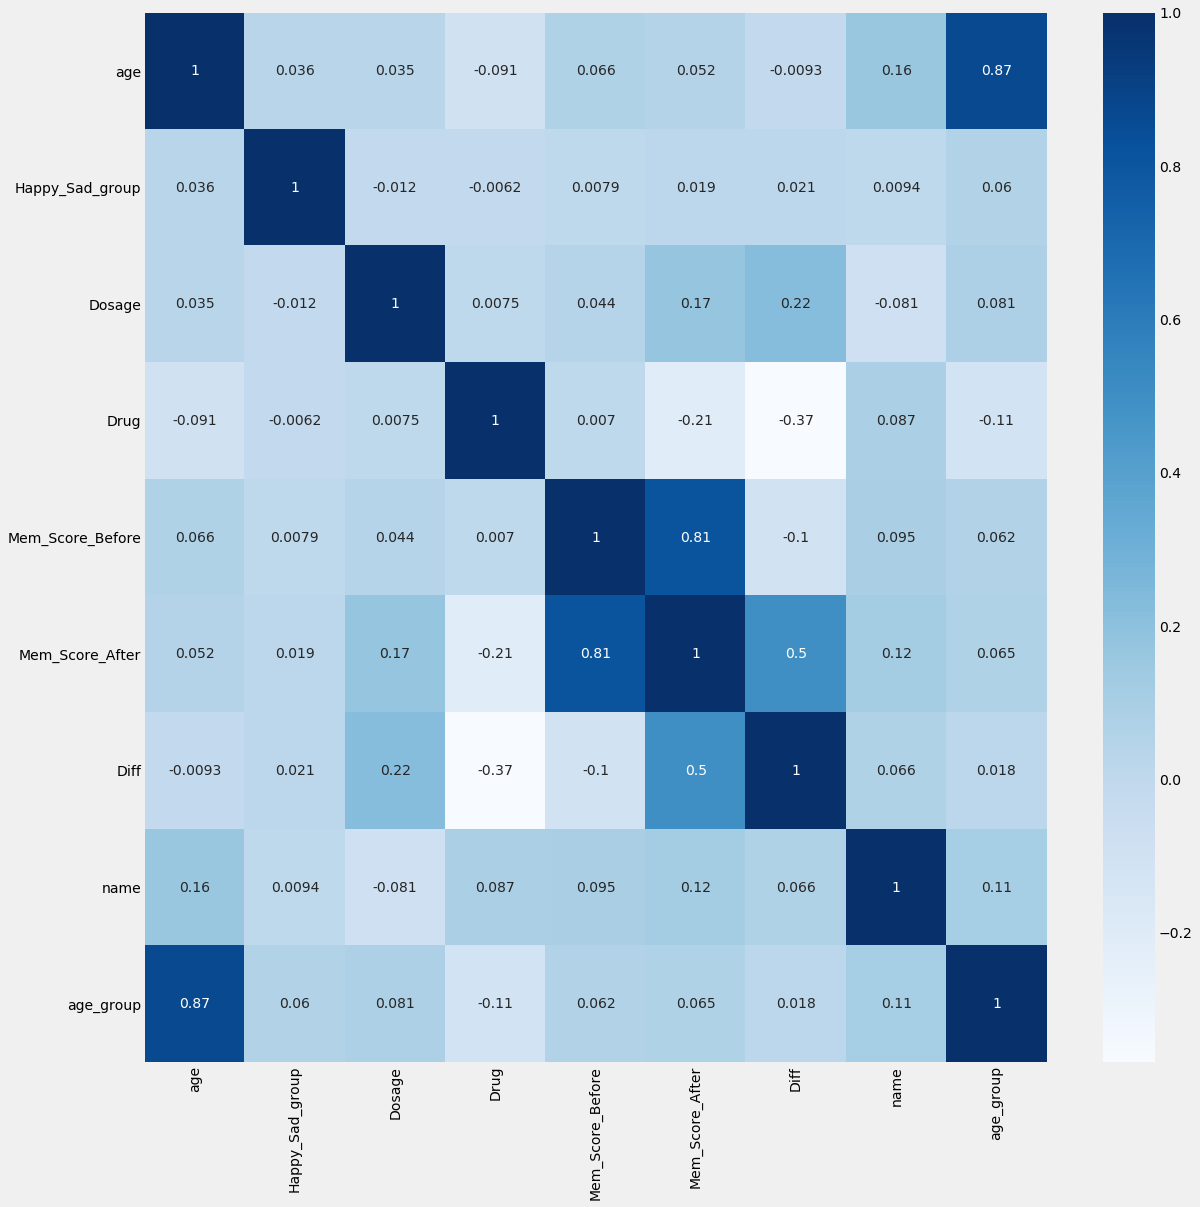 age 1 0.036 0.035 -0.091 0.066 0.052 -0.0093 0.16 0.87
Happy_Sad_group 0.036 1 -0.012 -0.0062 0.0079 0.019 0.021 0.0094 0.06
Dosage 0.035 -0.012 1 0.0075 0.044 0.17 0.22 -0.081 0.081
Drug -0.091 -0.0062 0.0075 1 0.007 -0.21 -0.37 0.087 -0.11
Mem_Score_Before 0.066 0.0079 0.044 0.007 1 0.81 -0.1 0.095 0.062
Mem_Score_After 0.052 0.019 0.17 -0.21 0.81 1 0.5 0.12 0.065
Diff -0.0093 0.021 0.22 -0.37 -0.1 0.5 1 0.066 0.018
name 0.16 0.0094 -0.081 0.087 0.095 0.12 0.066 1 0.11
age_group 0.87 0.06 0.081 -0.11 0.062 0.065 0.018 0.11 1
age
Happy_Sad_group
Dosage
Drug
Mem_Score_Before
Mem_Score_After
Diff
name
age_group
1.0
0.8
0.6
0.4
0.2
0.0
−0.2